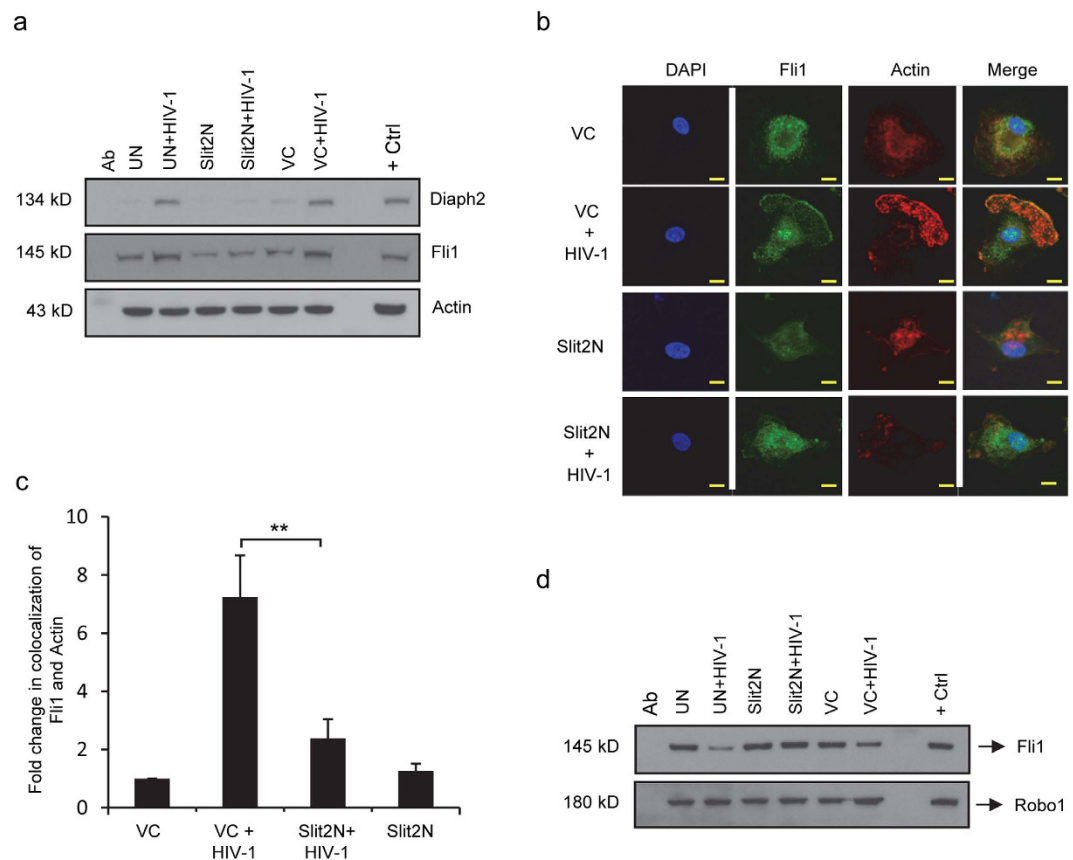 a
Ab
UN
UN+HIV-1
Slit2N
Slit2N+HIV-1
VC
VC+HIV-1
+ Ctrl
134 kD
Diaph2
145 kD
Fli1
43 kD
Actin
b
DAPI
Fli1
Actin
Merge
VC
VC
+
HIV-1
Slit2N
Slit2N
+
HIV-1
c
Fold change in colocalization of
Fli1 and Actin
10
8
6
4
2
0
**
VC
VC +
HIV-1
Slit2N+
HIV-1
Slit2N
d
Ab
UN
UN+HIV-1
Slit2N
Slit2N+HIV-1
VC
VC+HIV-1
+ Ctrl
145 kD
Fli1
180 kD
Robo1